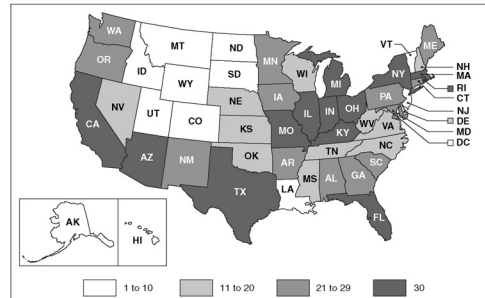 WA
MT
ND
MN
ME
VT
OR
ID
SD
WI
MI
NY
NH
MA
RI
CT
WY
NE
IA
PA
NJ
DE
MD
DC
NV
UT
CO
IL
IN
OH
CA
KS
MO
KY
WV
VA
AZ
NM
OK
AR
TN
NC
SC
TX
LA
MS
AL
GA
FL
AK
HI
1 to 10
11 to 20
21 to 29
30